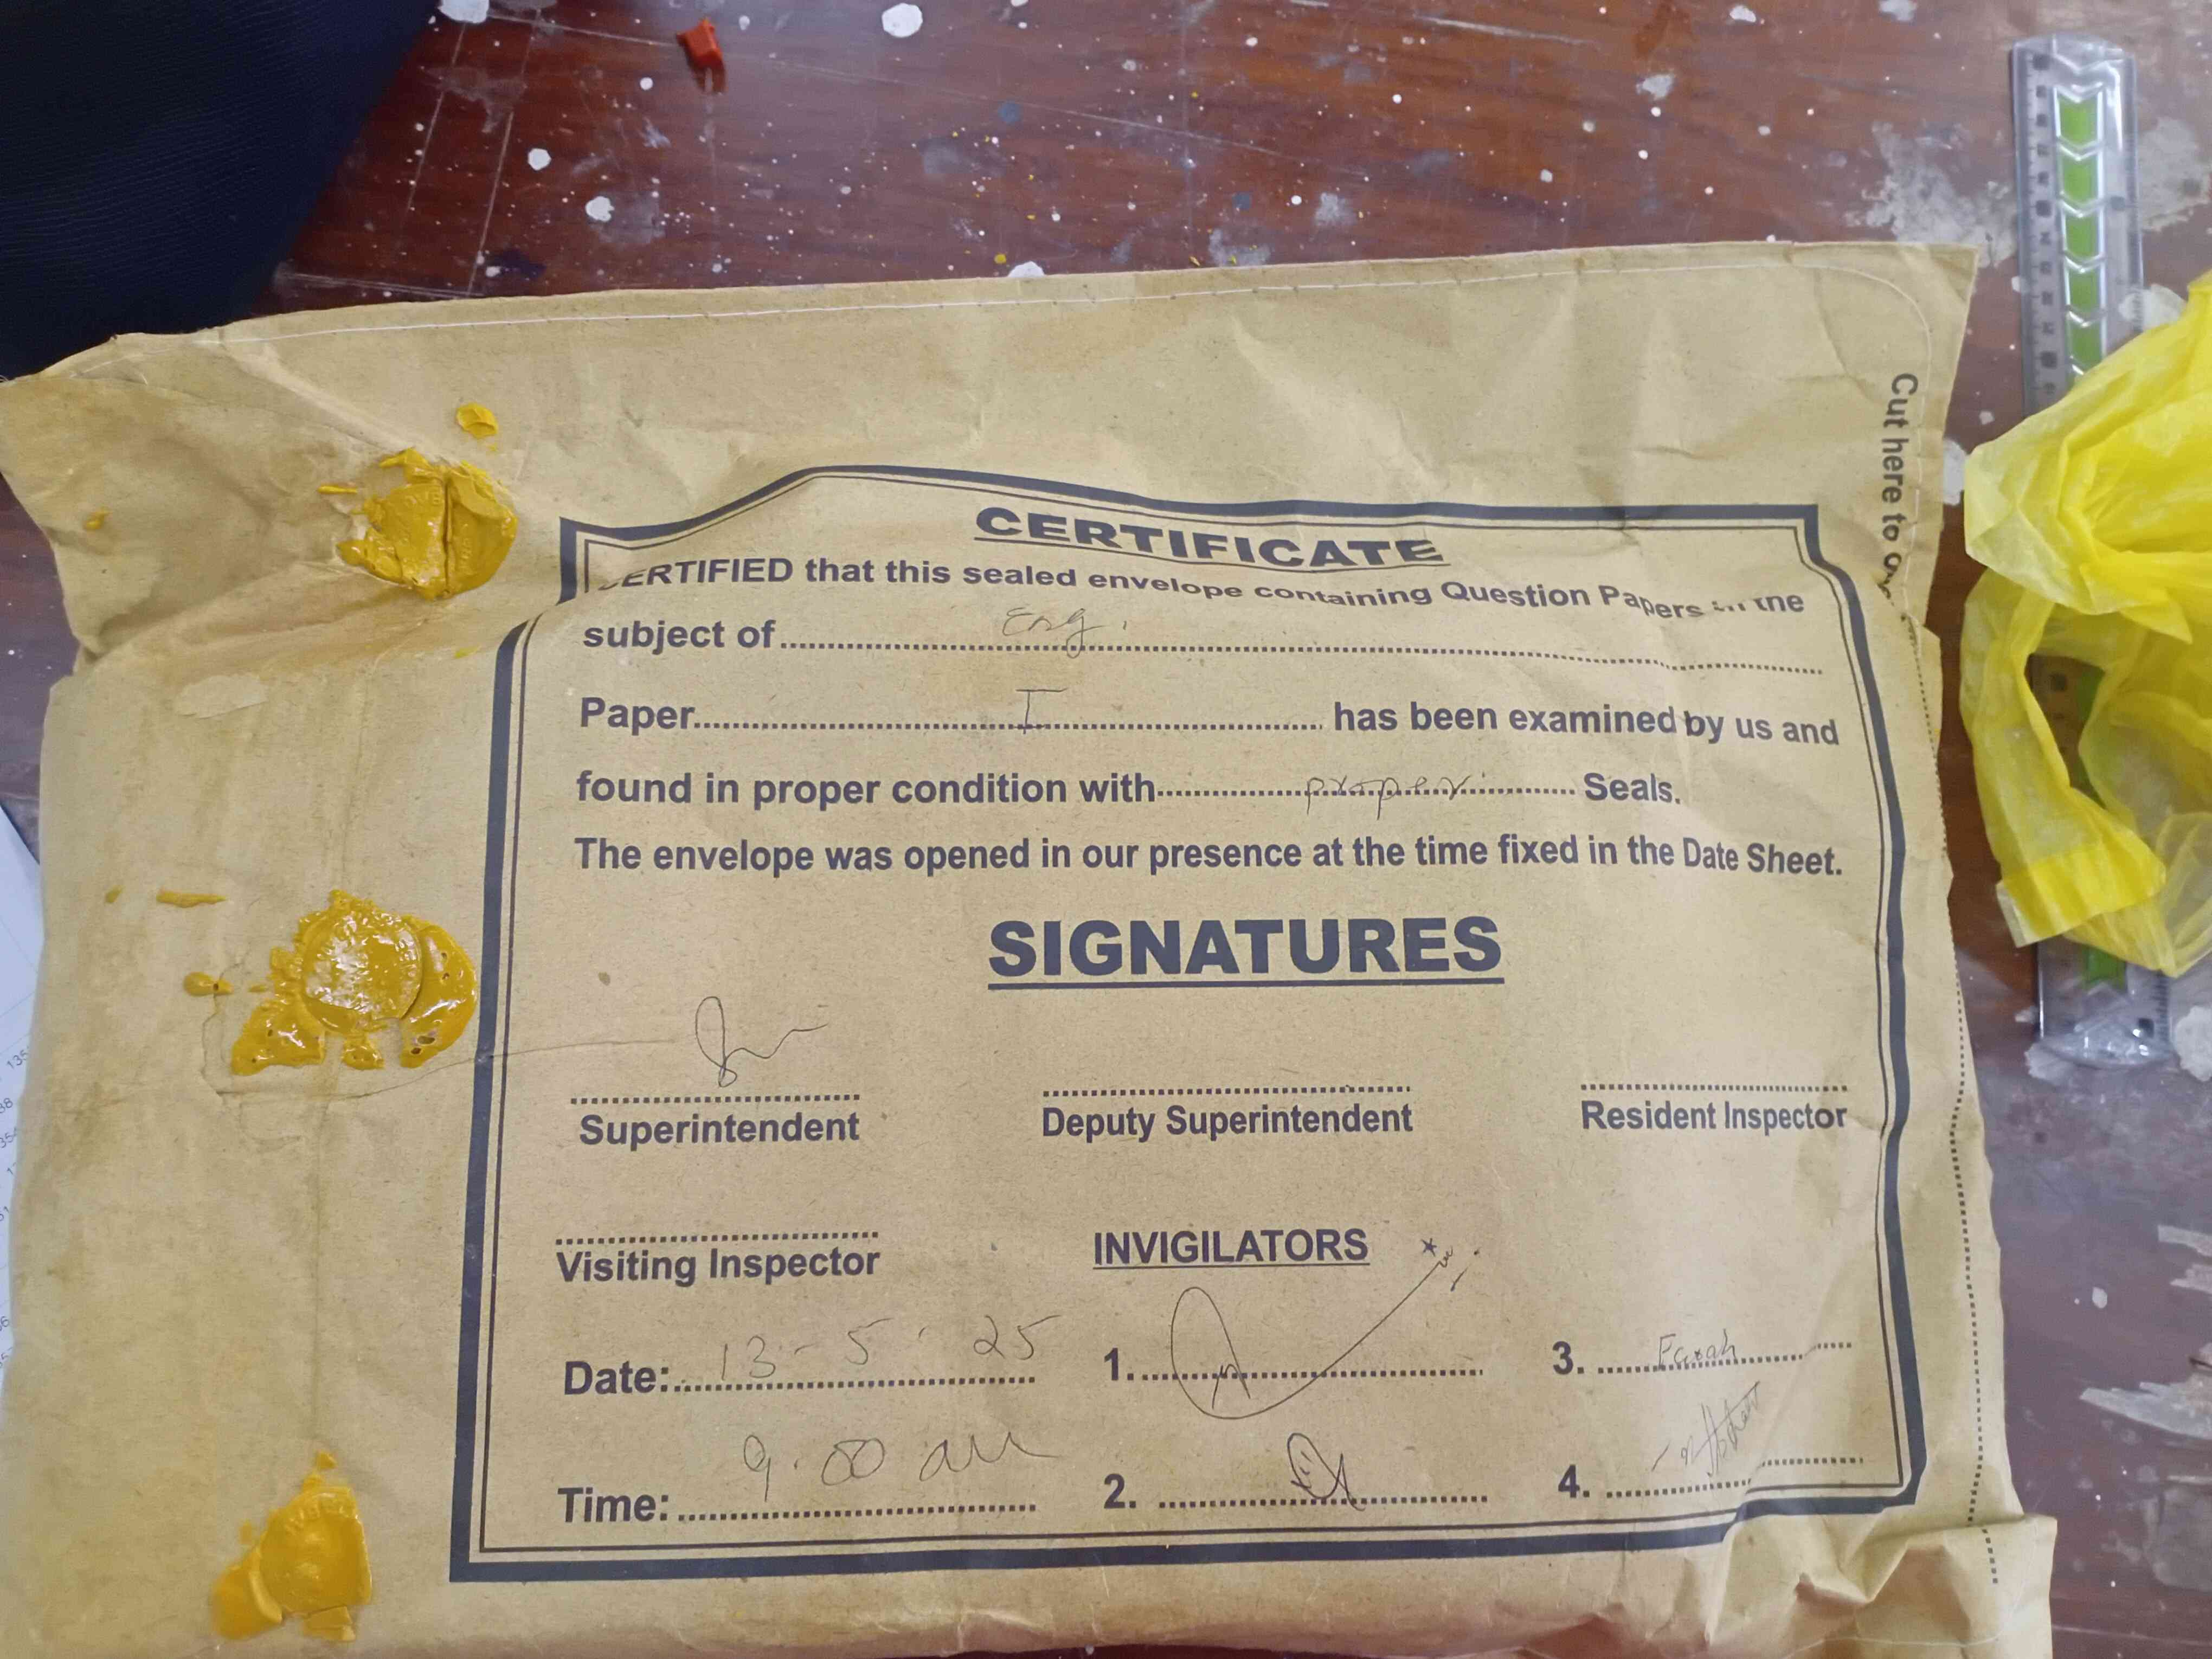 Cut here to
CERTIFICATE
CERTIFIED that this sealed envelope containing Question Papers in the
subject of Eng.
Paper I has been examined by us and
found in proper condition with proper Seals.
The envelope was opened in our presence at the time fixed in the Date Sheet.
SIGNATURES
Superintendent Deputy Superintendent Resident Inspector
Visiting Inspector INVIGILATORS
Date: 13-5-25 1. 3. Farah
Time: 9.00 am 2. 4.